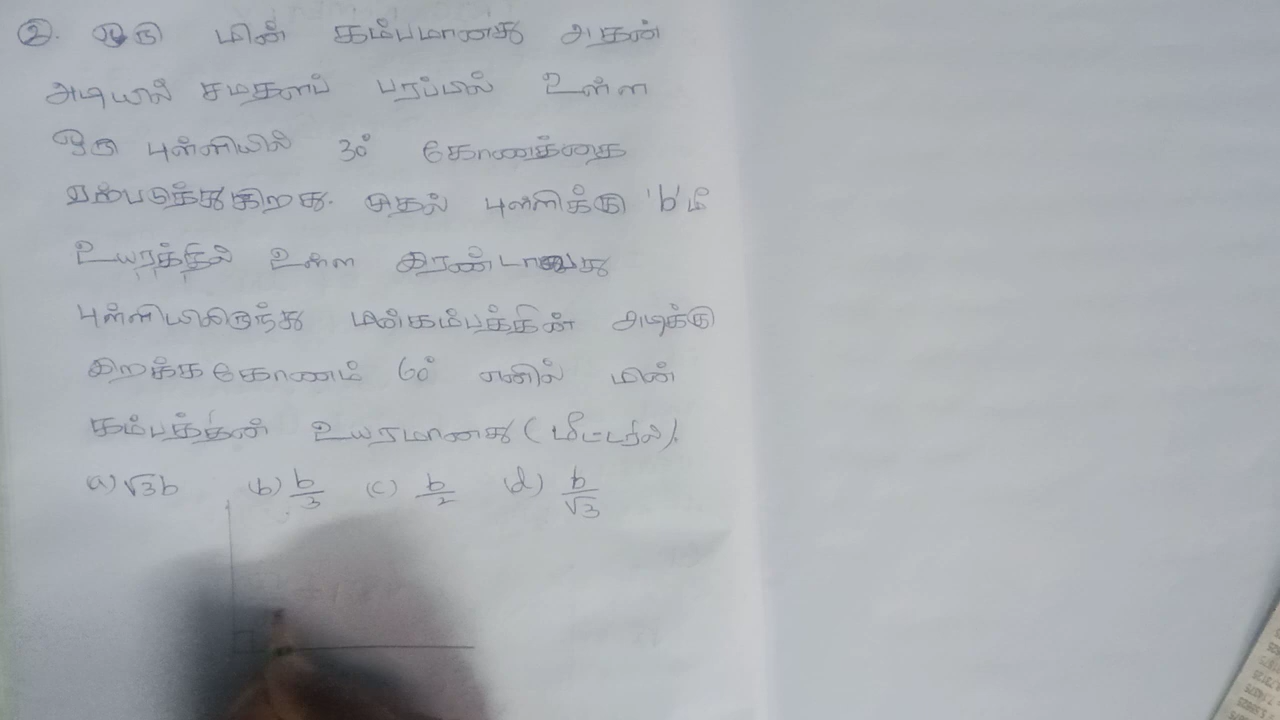 ②. ஒரு மின் கம்பமானது அதன்
அடியில் சமதளப் பரப்பில் உள்ள
ஒரு புள்ளியில் 30° கோணத்தை
ஏற்படுத்துகிறது. முதல் புள்ளிக்கு 'b' மீ
உயரத்தில் உள்ள இரண்டாவது
புள்ளியிலிருந்து மின்கம்பத்தின் அடிக்கு
இறக்ககோணம் 60° எனில் மின்
கம்பத்தின் உயரமானது (மீட்டரில்).
a) √3b (b) b/3 (c) b/2 (d) b/√3